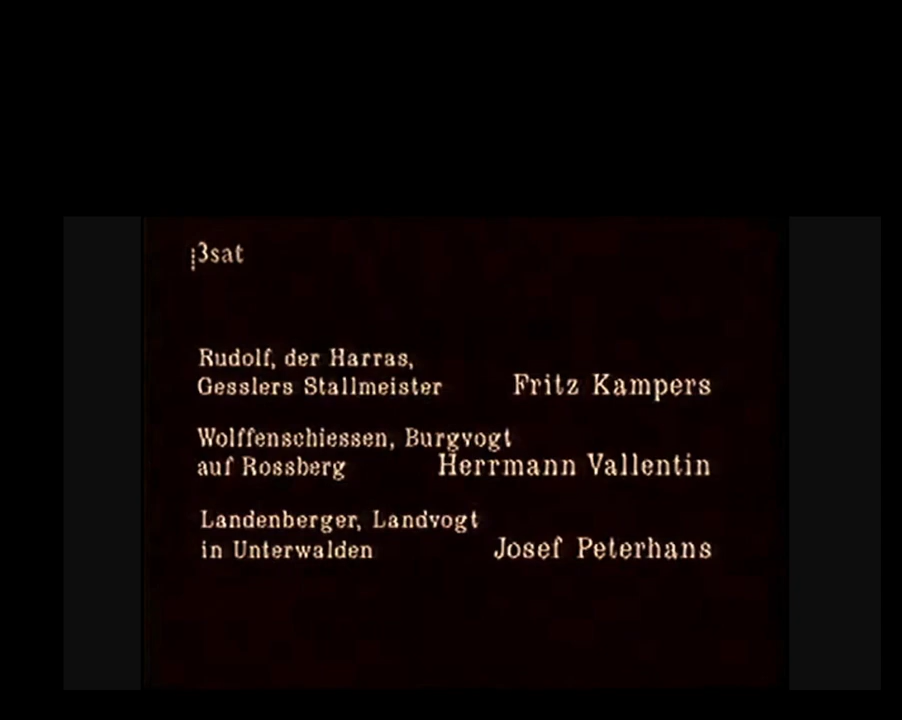 3sat
Rudolf, der Harras,
Gesslers Stallmeister Fritz Kampers
Wolffenschiessen, Burgvogt
auf Rossberg Herrmann Vallentin
Landenberger, Landvogt
in Unterwalden Josef Peterhans